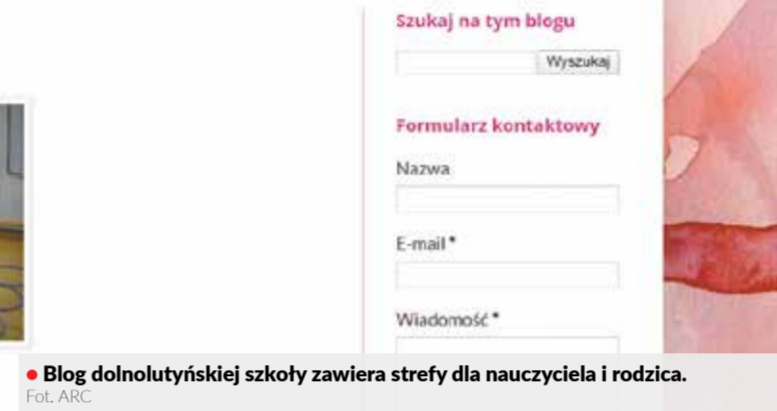 Szukaj na tym blogu
Wyszukaj
Formularz kontaktowy
Nazwa
E-mail *
Wiadomość *
• Blog dolnolutyńskiej szkoły zawiera strefy dla nauczyciela i rodzica.
Fot. ARC